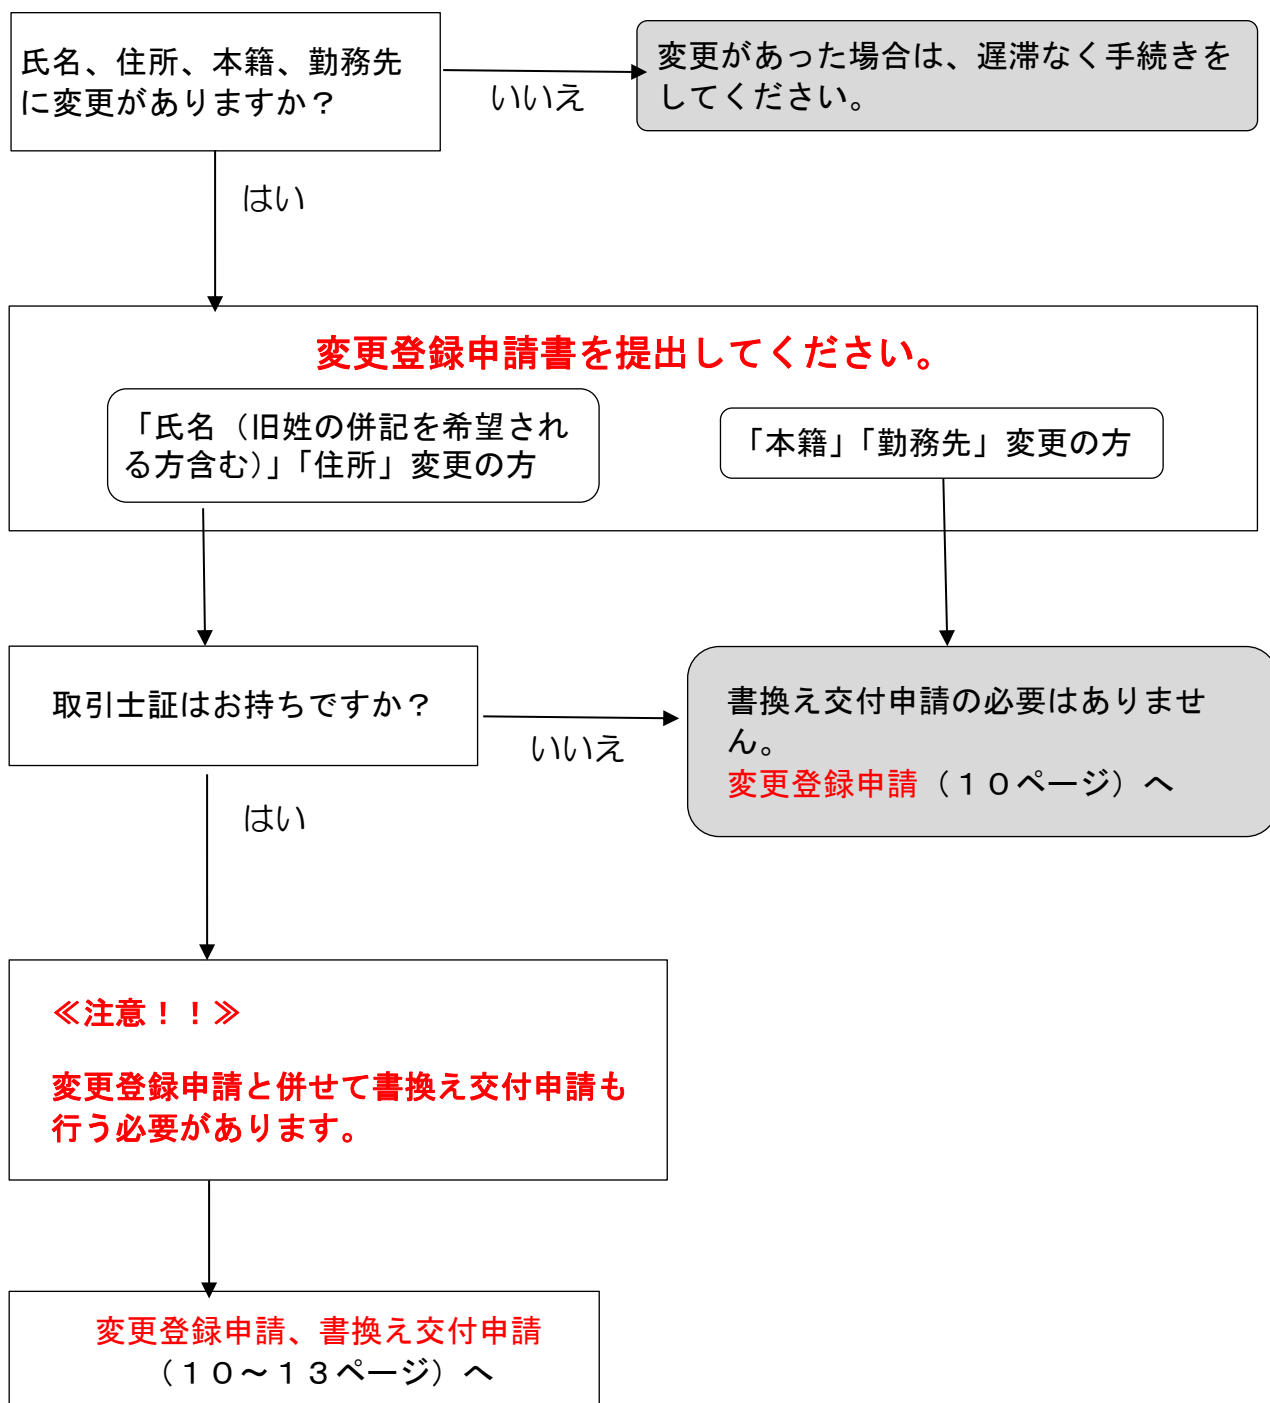 氏名、住所、本籍、勤務先
に変更がありますか？
いいえ
変更があった場合は、遅滞なく手続きを
してください。
はい
変更登録申請書を提出してください。
「氏名（旧姓の併記を希望され
る方含む）」「住所」変更の方
「本籍」「勤務先」変更の方
取引士証はお持ちですか？
いいえ
書換え交付申請の必要はありませ
ん。
変更登録申請（１０ページ）へ
はい
≪注意！！≫
変更登録申請と併せて書換え交付申請も
行う必要があります。
変更登録申請、書換え交付申請
（１０～１３ページ）へ